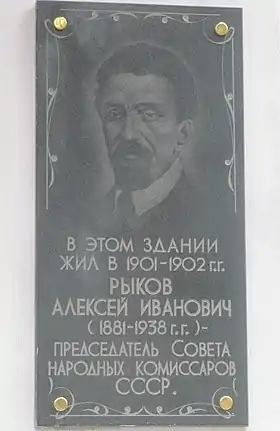 В ЭТОМ ЗДАНИИ
ЖИЛ В 1901-1902 г.г.
РЫКОВ
АЛЕКСЕЙ ИВАНОВИЧ
(1881-1938 г.г.)-
ПРЕДСЕДАТЕЛЬ СОВЕТА
НАРОДНЫХ КОМИССАРОВ
СССР.